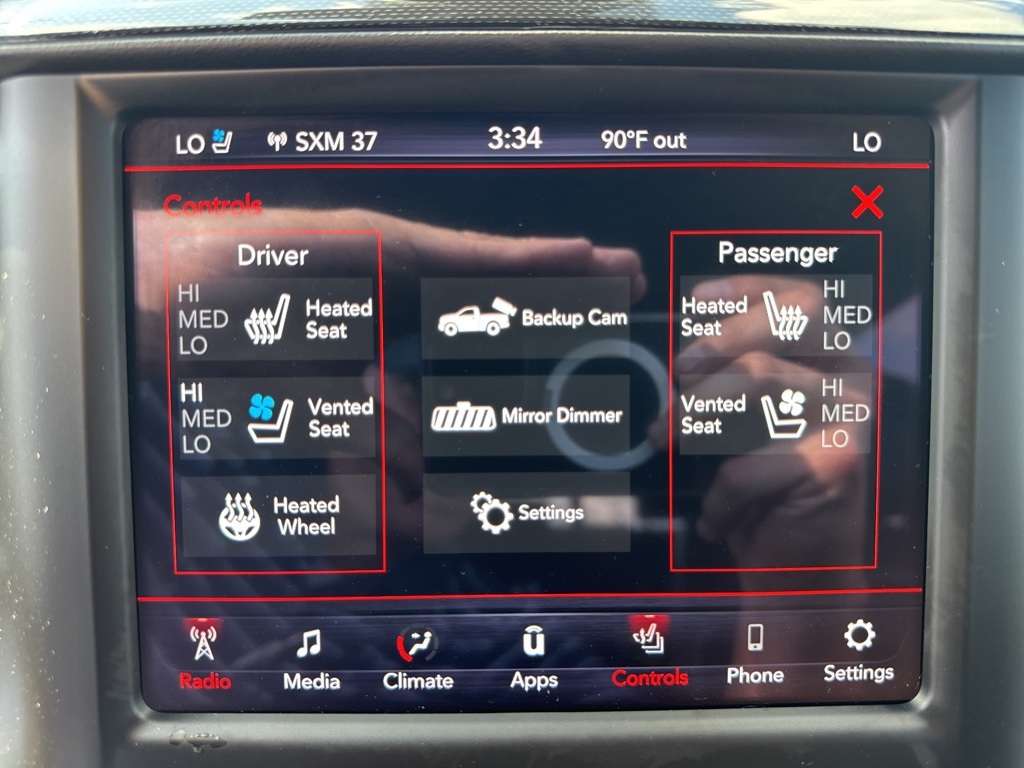 LO SXM 37 3:34 90°F out LO
Controls
Driver
HI
MED
LO
Heated
Seat
HI
MED
LO
Vented
Seat
Heated
Wheel
Backup Cam
Mirror Dimmer
Settings
Passenger
Heated
Seat
HI
MED
LO
Vented
Seat
HI
MED
LO
Radio Media Climate Apps Controls Phone Settings